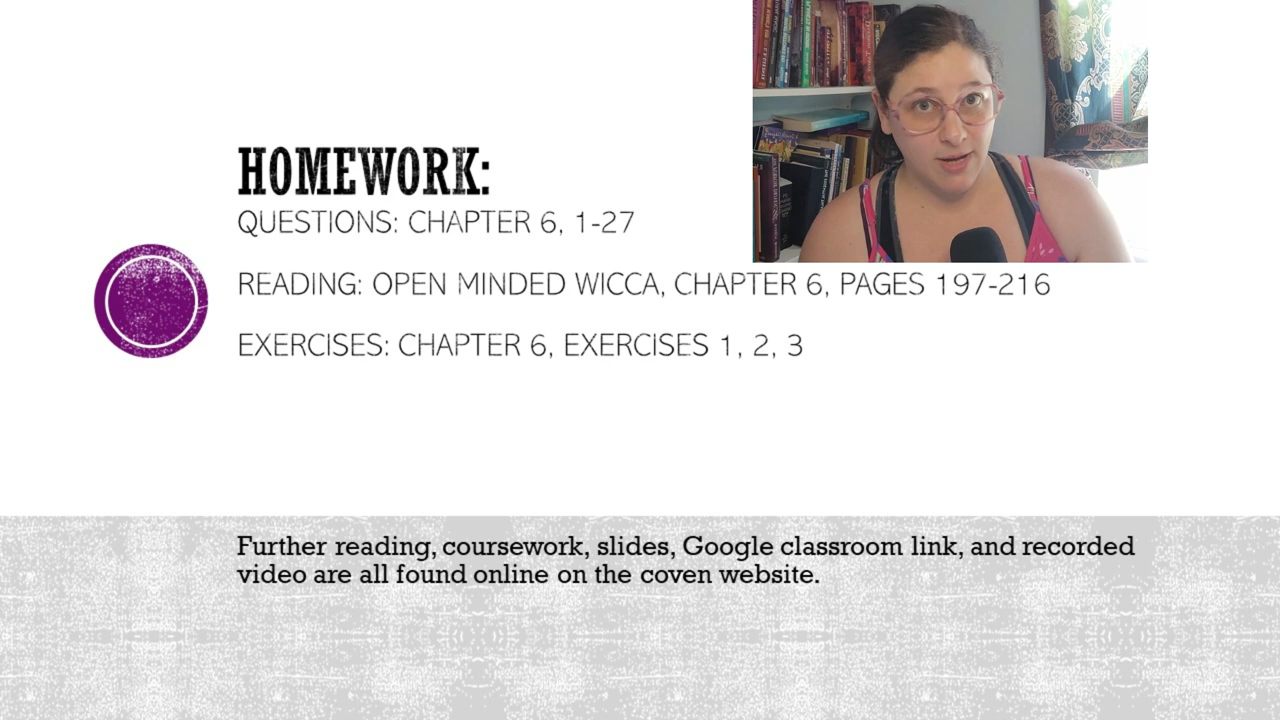 HOMEWORK:
QUESTIONS: CHAPTER 6, 1-27
READING: OPEN MINDED WICCA, CHAPTER 6, PAGES 197-216
EXERCISES: CHAPTER 6, EXERCISES 1, 2, 3
Further reading, coursework, slides, Google classroom link, and recorded
video are all found online on the coven website.